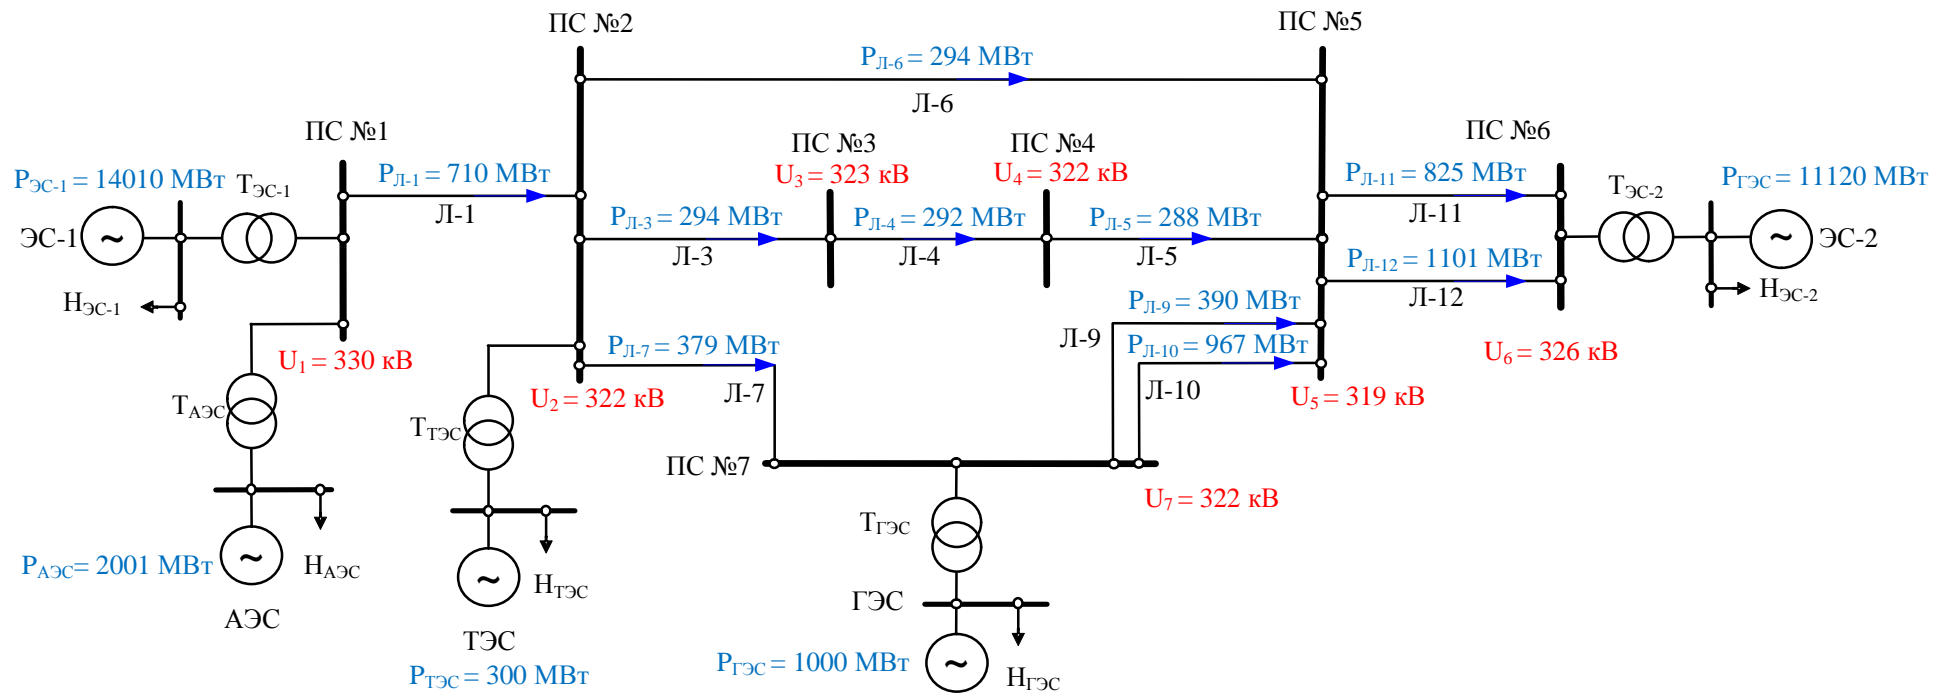 ПС №2
ПС №5
P Л-6 = 294 МВт
Л-6
ПС №1
ПС №3
U3 = 323 кВ
ПС №4
U4 = 322 кВ
ПС №6
PЭС-1 = 14010 МВт
TЭС-1
PЛ-1 = 710 МВт
Л-1
PЛ-11 = 825 МВт
Л-11
TЭС-2
PГЭС = 11120 МВт
ЭС-1
~
PЛ-3 = 294 МВт
Л-3
PЛ-4 = 292 МВт
Л-4
PЛ-5 = 288 МВт
Л-5
PЛ-12 = 1101 МВт
Л-12
~
ЭС-2
HЭС-1
HЭС-2
PЛ-9 = 390 МВт
Л-9
U1 = 330 кВ
PЛ-7 = 379 МВт
Л-7
PЛ-10 = 967 МВт
Л-10
U6 = 326 кВ
U2 = 322 кВ
U5 = 319 кВ
TАЭС
TТЭС
ПС №7
U7 = 322 кВ
TГЭС
PАЭС = 2001 МВт
~
HАЭС
АЭС
~
HТЭС
ТЭС
PТЭС = 300 МВт
ГЭС
PГЭС = 1000 МВт
~
HГЭС